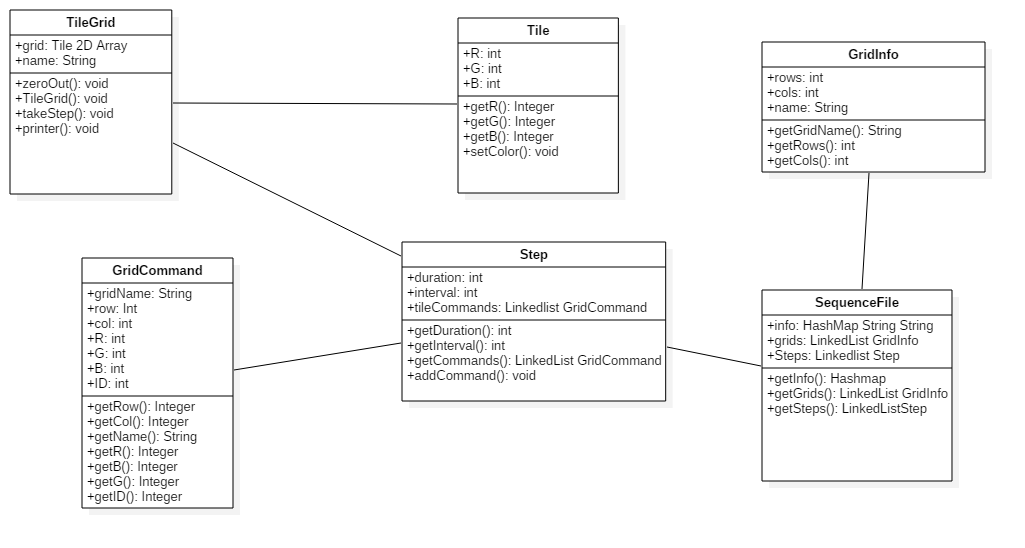 TileGrid
+grid: Tile 2D Array
+name: String
+zeroOut(): void
+TileGrid(): void
+takeStep(): void
+printer(): void
Tile
+R: int
+G: int
+B: int
+getR(): Integer
+getG(): Integer
+getB(): Integer
+setColor(): void
GridInfo
+rows: int
+cols: int
+name: String
+getGridName(): String
+getRows(): int
+getCols(): int
GridCommand
+gridName: String
+row: Int
+col: int
+R: int
+G: int
+B: int
+ID: int
+getRow(): Integer
+getCol(): Integer
+getName(): String
+getR(): Integer
+getB(): Integer
+getG(): Integer
+getID(): Integer
Step
+duration: int
+interval: int
+tileCommands: Linkedlist GridCommand
+getDuration(): int
+getInterval(): int
+getCommands(): LinkedList GridCommand
+addCommand(): void
SequenceFile
+info: HashMap String String
+grids: LinkedList GridInfo
+Steps: Linkedlist Step
+getInfo(): Hashmap
+getGrids(): LinkedList GridInfo
+getSteps(): LinkedListStep